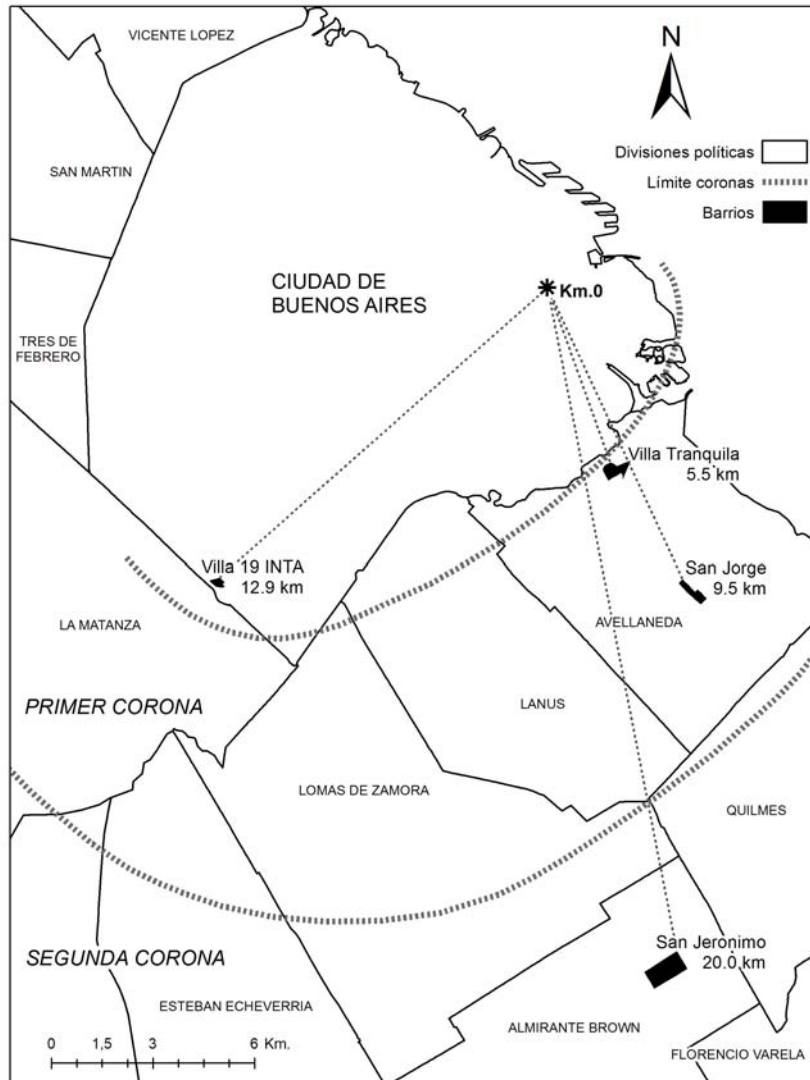 VICENTE LOPEZ
N
Divisiones políticas
Límite coronas
Barrios
SAN MARTIN
CIUDAD DE
BUENOS AIRES
Km.0
TRES DE
FEBRERO
Villa Tranquila
5.5 km
Villa 19 INTA
12.9 km
San Jorge
9.5 km
LA MATANZA
AVELLANEDA
PRIMER CORONA
LANUS
LOMAS DE ZAMORA
QUILMES
SEGUNDA CORONA
San Jeronimo
20.0 km
ESTEBAN ECHEVERRIA
ALMIRANTE BROWN
0 1,5 3 6 Km.
FLORENCIO VARELA